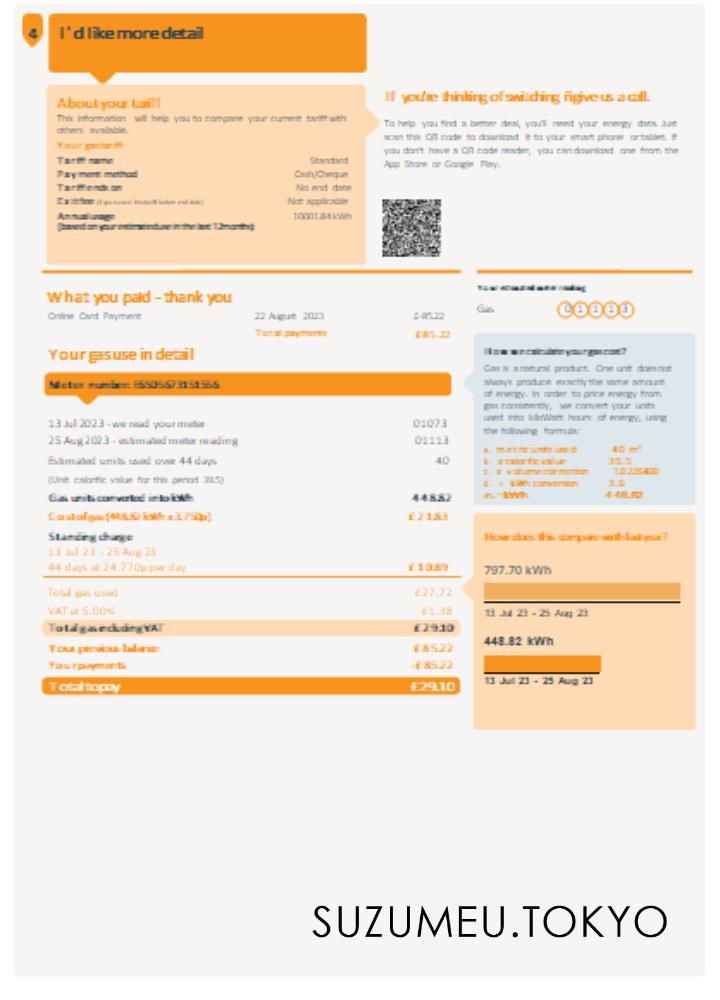 4
I'd like more detail
About your tariff
This information will help you to compare your current tariff with
others available.
Your gas tariff
Tariff name Standard
Payment method Cash/Cheque
Tariff ends on No end date
Exit fee Not applicable
Annual usage 10001.84 kWh
(based on your estimated use in the last 12 months)
If you're thinking of switching give us a call.
To help you find a better deal, you'll need your energy data. Just
scan this QR code to download it to your smart phone or tablet. If
you don't have a QR code reader, you can download one from the
App Store or Google Play.
What you paid - thank you
Online Card Payment 22 August 2023 £-85.22
Total payments £85.22
Your gas use in detail
Meter number:
13 Jul 2023 - we read your meter 01073
25 Aug 2023 - estimated meter reading 01113
Estimated units used over 44 days 40
(Unit calorific value for this period 39.5)
Gas units converted into kWh 448.82
Cost of gas (448.82 kWh x 3.750p) £21.83
Standing charge
13 Jul 23 - 25 Aug 23
44 days at 24.770p per day £10.89
Total gas used £27.72
VAT at 5.00% £1.38
Total gas including VAT £29.10
Your previous balance £85.22
Your payments -£85.22
Total to pay £29.10
Your estimated meter reading
Gas 01113
How we calculate your gas cost?
Gas is a natural product. One unit does not
always produce exactly the same amount
of energy. In order to price energy from
gas consistently, we convert your units
used into kiloWatt hours of energy, using
the following formula:
a. metric units used 40 m³
b. x calorific value 39.5
c. x volume correction 1.0226400
d. ÷ kWh conversion 3.6
e. =kWh 448.82
How does this compare with last year?
797.70 kWh
13 Jul 23 - 25 Aug 23
448.82 kWh
13 Jul 23 - 25 Aug 23
SUZUMEU.TOKYO